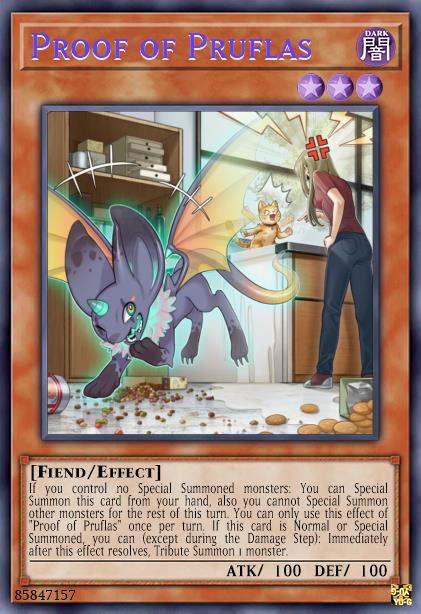 PROOF OF PRUFLAS
DARK
闇
[FIEND/EFFECT]
If you control no Special Summoned monsters: You can Special
Summon this card from your hand, also you cannot Special Summon
other monsters for the rest of this turn. You can only use this effect of
"Proof of Pruflas" once per turn. If this card is Normal or Special
Summoned, you can (except during the Damage Step): Immediately
after this effect resolves, Tribute Summon 1 monster.
ATK/ 100 DEF/ 100
85847157